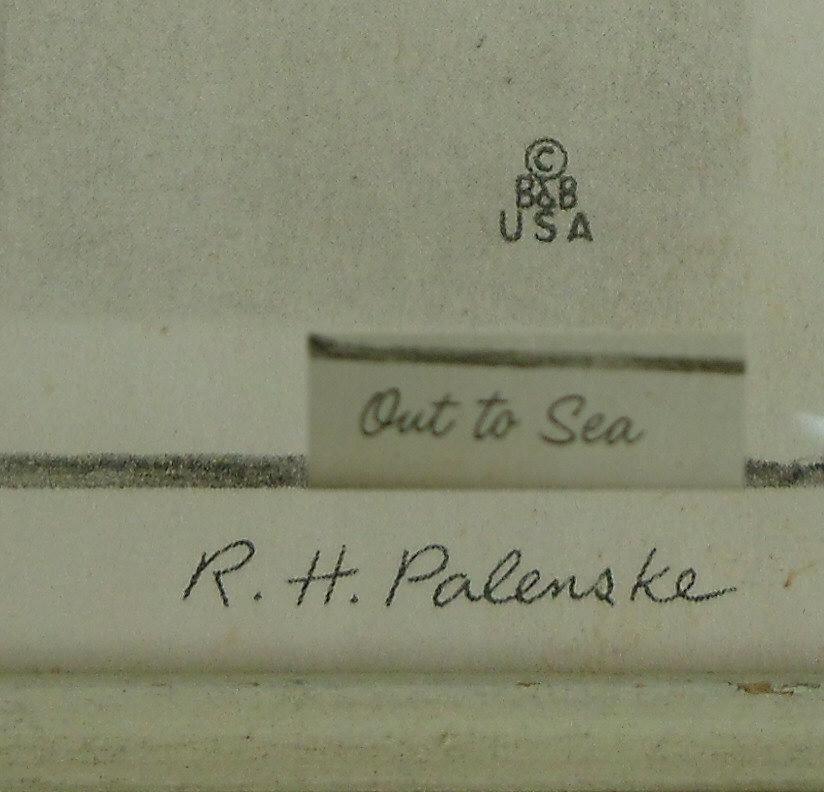 ©
B&B
USA
Out to Sea
R. H. Palenske